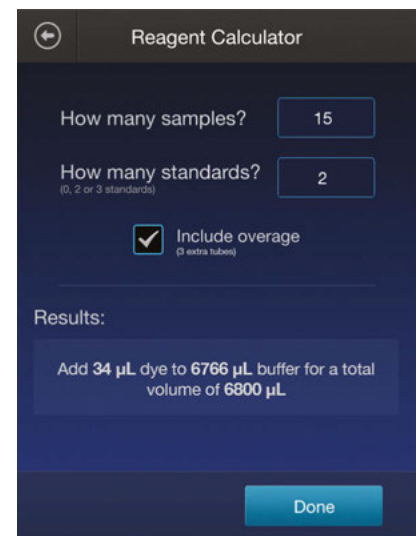 Reagent Calculator
How many samples?
15
How many standards?
(0, 2 or 3 standards)
2
Include overage
(3 extra tubes)
Results:
Add 34 µL dye to 6766 µL buffer for a total
volume of 6800 µL
Done